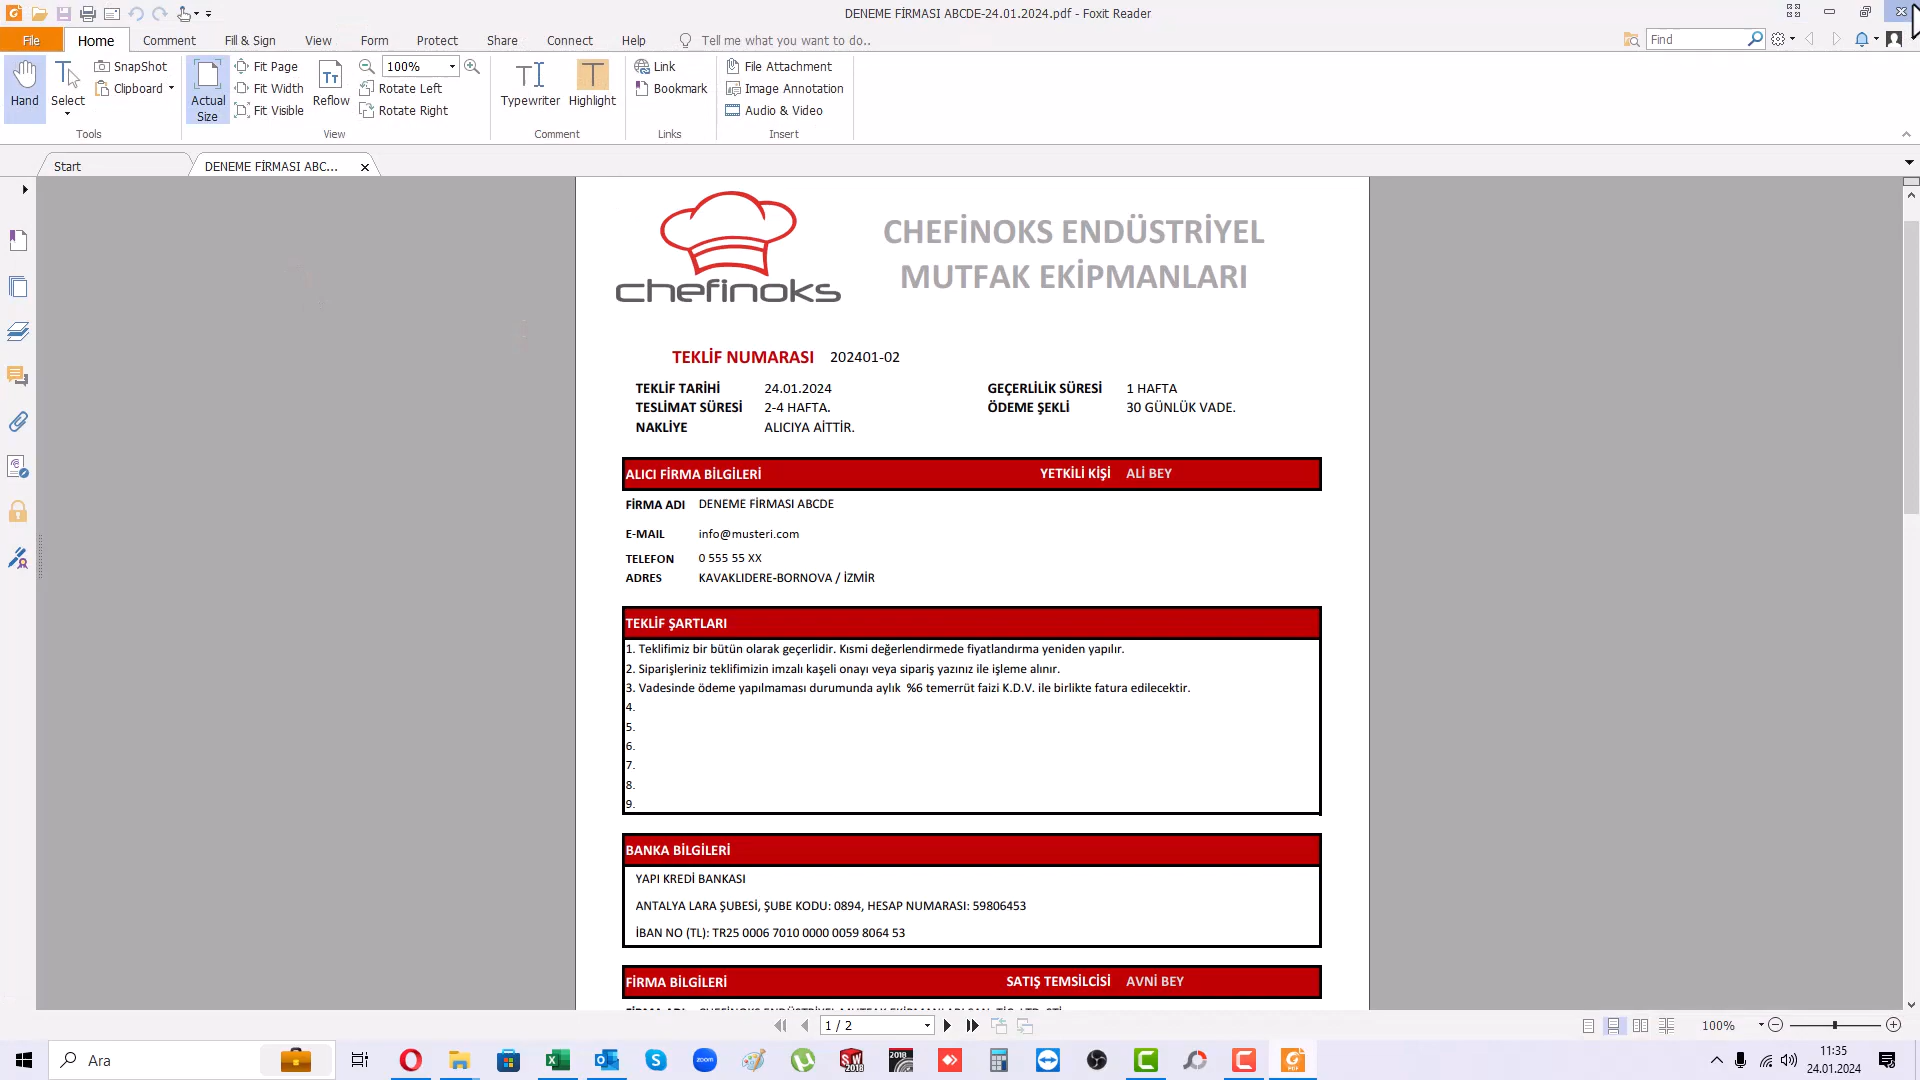 DENEME FİRMASI ABCDE-24.01.2024.pdf - Foxit Reader
File Home Comment Fill & Sign View Form Protect Share Connect Help Tell me what you want to do.. Find
Hand
Select
SnapShot
Clipboard
Tools
Actual
Size
Fit Page
Fit Width
Fit Visible
Reflow
100%
Rotate Left
Rotate Right
View
Typewriter
Highlight
Comment
Link
Bookmark
Links
File Attachment
Image Annotation
Audio & Video
Insert
Start DENEME FİRMASI ABC...
chefinoks
CHEFİNOKS ENDÜSTRİYEL
MUTFAK EKİPMANLARI
TEKLİF NUMARASI 202401-02
TEKLİF TARİHİ 24.01.2024 GEÇERLİLİK SÜRESİ 1 HAFTA
TESLİMAT SÜRESİ 2-4 HAFTA. ÖDEME ŞEKLİ 30 GÜNLÜK VADE.
NAKLİYE ALICIYA AİTTİR.
ALICI FİRMA BİLGİLERİ YETKİLİ KİŞİ ALİ BEY
FİRMA ADI DENEME FİRMASI ABCDE
E-MAIL info@musteri.com
TELEFON 0 555 55 XX
ADRES KAVAKLIDERE-BORNOVA / İZMİR
TEKLİF ŞARTLARI
1. Teklifimiz bir bütün olarak geçerlidir. Kısmi değerlendirmede fiyatlandırma yeniden yapılır.
2. Siparişleriniz teklifimizin imzalı kaşeli onayı veya sipariş yazınız ile işleme alınır.
3. Vadesinde ödeme yapılmaması durumunda aylık %6 temerrüt faizi K.D.V. ile birlikte fatura edilecektir.
4.
5.
6.
7.
8.
9.
BANKA BİLGİLERİ
YAPI KREDİ BANKASI
ANTALYA LARA ŞUBESİ, ŞUBE KODU: 0894, HESAP NUMARASI: 59806453
İBAN NO (TL): TR25 0006 7010 0000 0059 8064 53
FİRMA BİLGİLERİ SATIŞ TEMSİLCİSİ AVNİ BEY
1 / 2 100%
Ara
11:35
24.01.2024